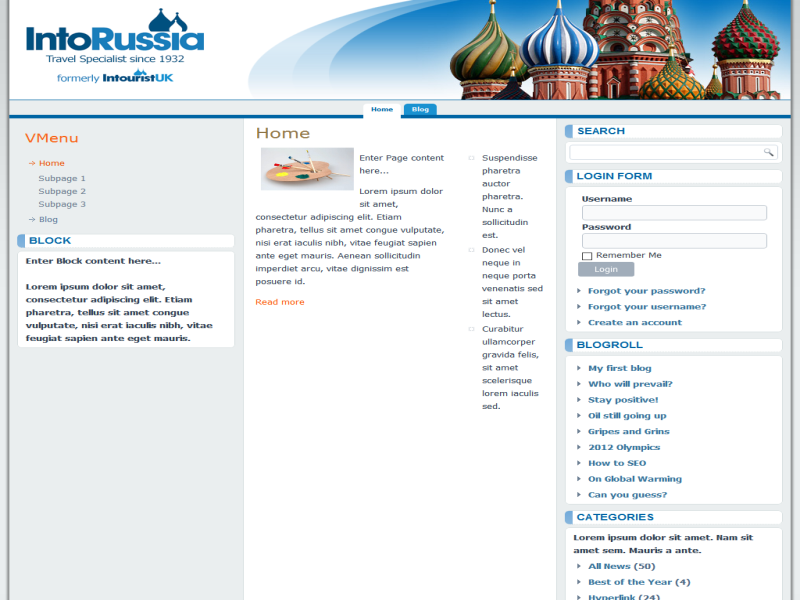 IntoRussia
Travel Specialist since 1932
formerly IntouristUK
Home
Blog
VMenu
Home
Subpage 1
Subpage 2
Subpage 3
Blog
BLOCK
Enter Block content here...
Lorem ipsum dolor sit amet,
consectetur adipiscing elit. Etiam
pharetra, tellus sit amet congue
vulputate, nisi erat iaculis nibh, vitae
feugiat sapien ante eget mauris.
Home
Enter Page content
here...
Lorem ipsum dolor
sit amet,
consectetur adipiscing elit. Etiam
pharetra, tellus sit amet congue vulputate,
nisi erat iaculis nibh, vitae feugiat sapien
ante eget mauris. Aenean sollicitudin
imperdiet arcu, vitae dignissim est
posuere id.
Read more
Suspendisse
pharetra
auctor
pharetra.
Nunc a
sollicitudin
est.
Donec vel
neque in
neque porta
venenatis sed
sit amet
lectus.
Curabitur
ullamcorper
gravida felis,
sit amet
scelerisque
lorem iaculis
sed.
SEARCH
LOGIN FORM
Username
Password
Remember Me
Login
Forgot your password?
Forgot your username?
Create an account
BLOGROLL
My first blog
Who will prevail?
Stay positive!
Oil still going up
Gripes and Grins
2012 Olympics
How to SEO
On Global Warming
Can you guess?
CATEGORIES
Lorem ipsum dolor sit amet. Nam sit
amet sem. Mauris a ante.
All News (50)
Best of the Year (4)
Hyperlink (24)